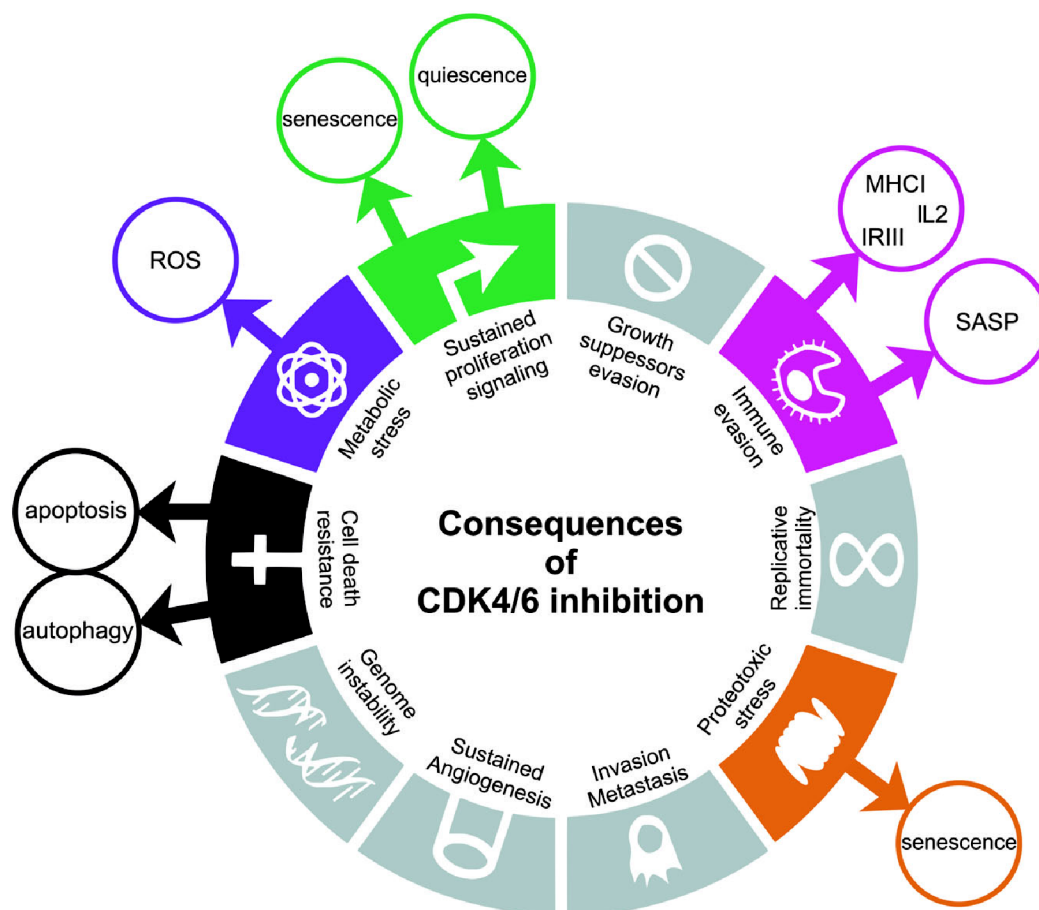 quiescence
senescence
MHCI
IL2
IRIII
ROS
SASP
Sustained
proliferation
signaling
Growth
suppessors
evasion
Metabolic
stress
Immune
evasion
apoptosis
autophagy
Cell death
resistance
Consequences
of
CDK4/6 inhibition
Replicative
immortality
Genome
instability
Proteotoxic
stress
Sustained
Angiogenesis
Invasion
Metastasis
senescence